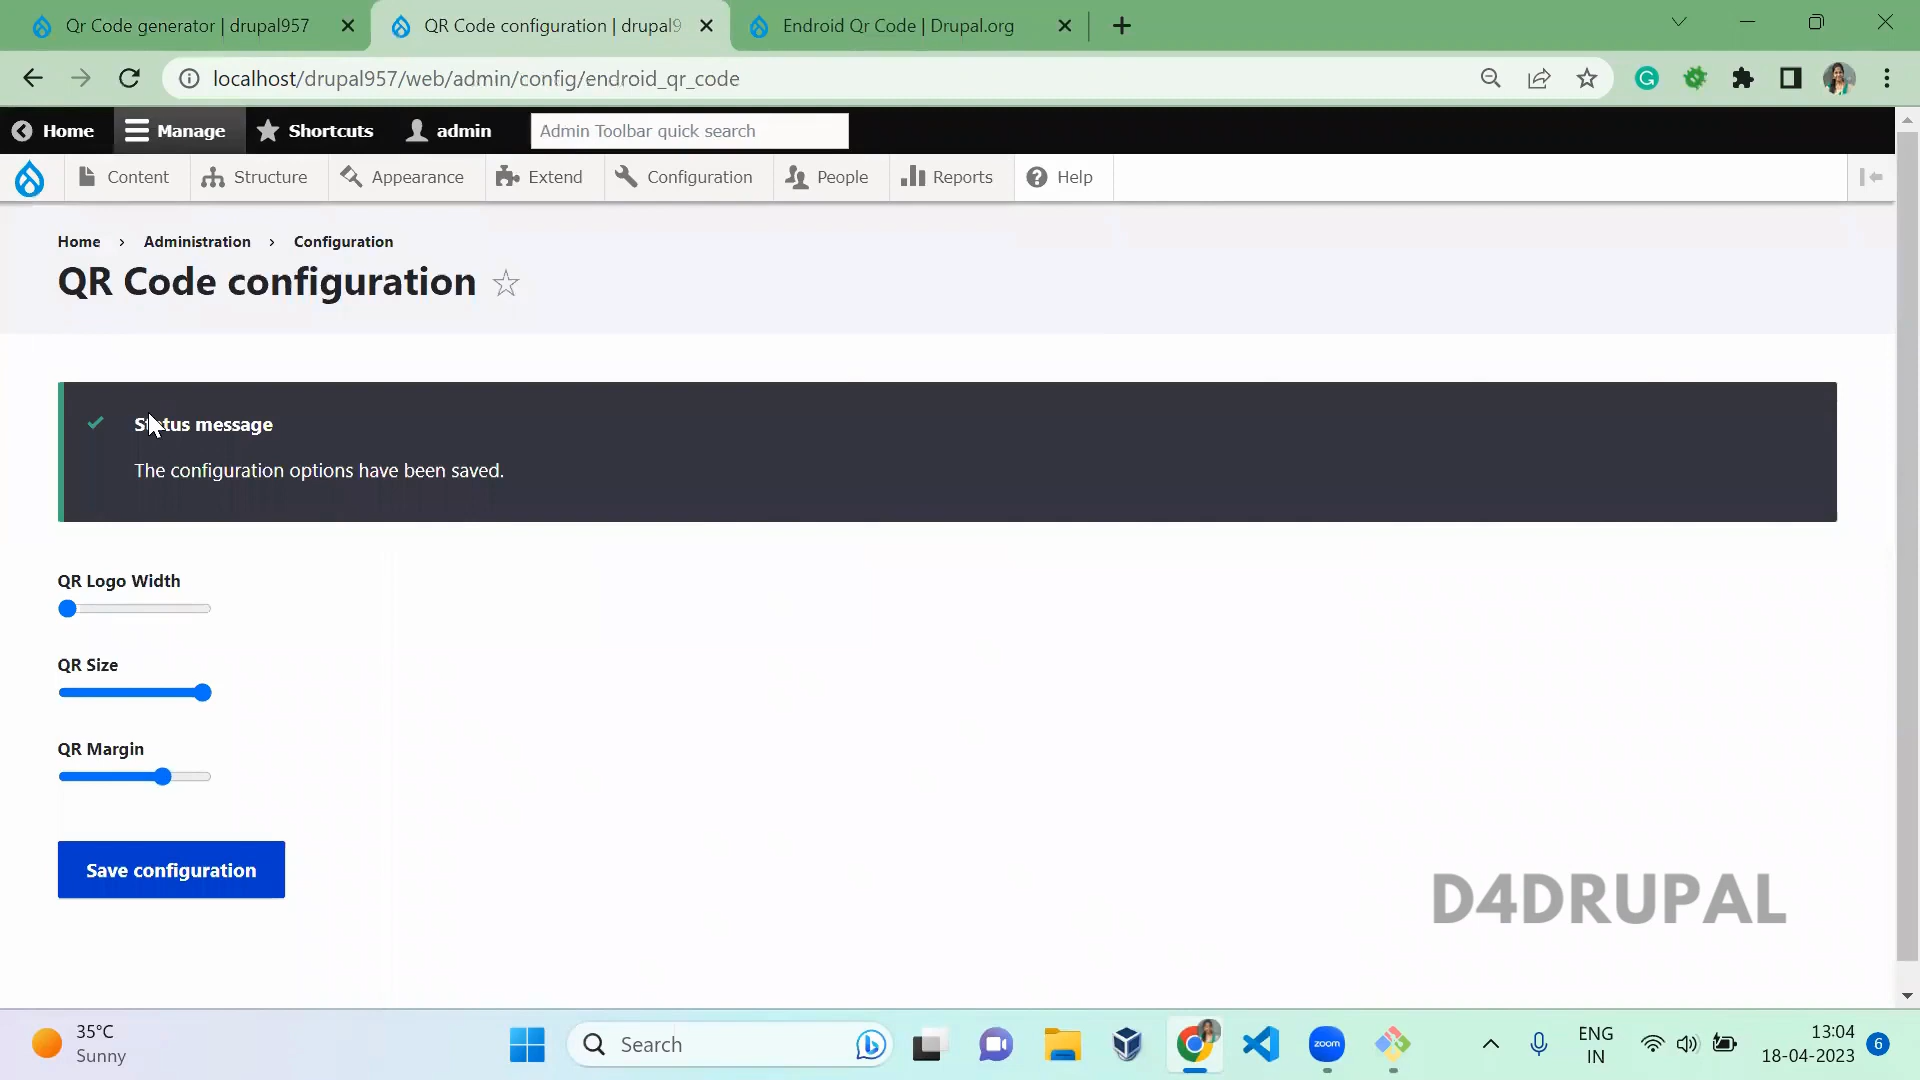 Qr Code generator | drupal957
QR Code configuration | drupal9
Endroid Qr Code | Drupal.org
localhost/drupal957/web/admin/config/endroid_qr_code
Home
Manage
Shortcuts
admin
Admin Toolbar quick search
Content
Structure
Appearance
Extend
Configuration
People
Reports
Help
Home > Administration > Configuration
QR Code configuration
Status message
The configuration options have been saved.
QR Logo Width
QR Size
QR Margin
Save configuration
D4DRUPAL
35°C
Sunny
Search
zoom
ENG
IN
13:04
18-04-2023
6